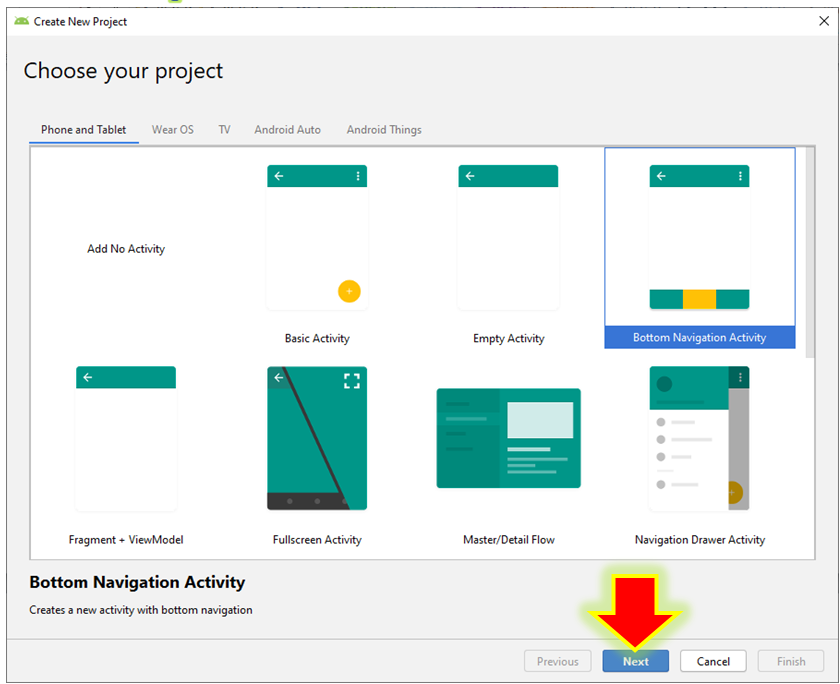 Create New Project
Choose your project
Phone and Tablet
Wear OS
TV
Android Auto
Android Things
Add No Activity
Basic Activity
Empty Activity
Bottom Navigation Activity
Fragment + ViewModel
Fullscreen Activity
Master/Detail Flow
Navigation Drawer Activity
Bottom Navigation Activity
Creates a new activity with bottom navigation
Previous
Next
Cancel
Finish